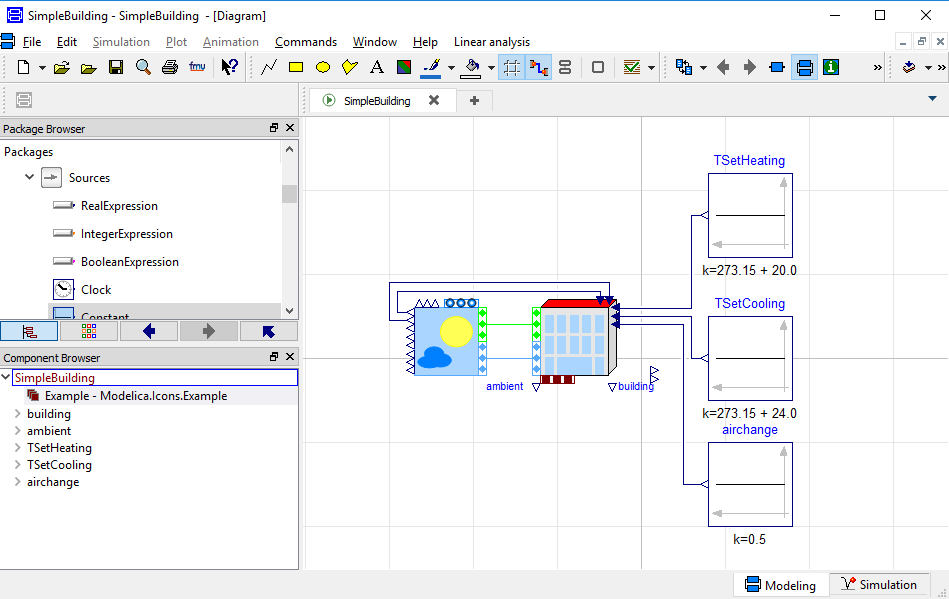 SimpleBuilding - SimpleBuilding - [Diagram]
File Edit Simulation Plot Animation Commands Window Help Linear analysis
fmu
SimpleBuilding
Package Browser
Packages
Sources
RealExpression
IntegerExpression
BooleanExpression
Clock
Constant
Component Browser
SimpleBuilding
Example - Modelica.Icons.Example
building
ambient
TSetHeating
TSetCooling
airchange
TSetHeating
k=273.15 + 20.0
TSetCooling
k=273.15 + 24.0
airchange
k=0.5
ambient
building
Modeling
Simulation